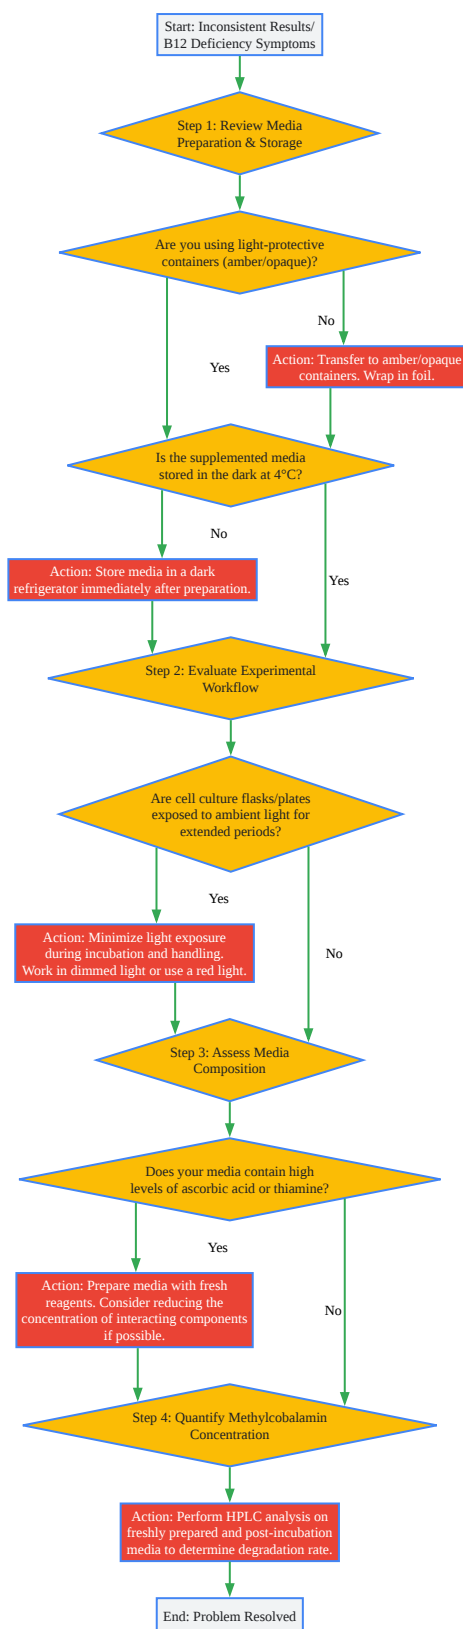 Start: Inconsistent Results/
B12 Deficiency Symptoms
Step 1: Review Media
Preparation & Storage
Are you using light-protective
containers (amber/opaque)?
No
Action: Transfer to amber/opaque
containers. Wrap in foil.
Yes
Is the supplemented media
stored in the dark at 4°C?
No
Action: Store media in a dark
refrigerator immediately after preparation.
Yes
Step 2: Evaluate Experimental
Workflow
Are cell culture flasks/plates
exposed to ambient light for
extended periods?
Yes
Action: Minimize light exposure
during incubation and handling.
Work in dimmed light or use a red light.
No
Step 3: Assess Media
Composition
Does your media contain high
levels of ascorbic acid or thiamine?
Yes
Action: Prepare media with fresh
reagents. Consider reducing the
concentration of interacting components
if possible.
No
Step 4: Quantify Methylcobalamin
Concentration
Action: Perform HPLC analysis on
freshly prepared and post-incubation
media to determine degradation rate.
End: Problem Resolved